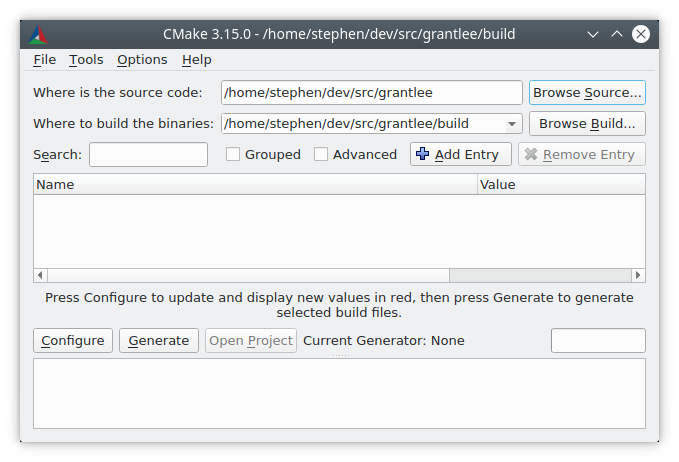 CMake 3.15.0 - /home/stephen/dev/src/grantlee/build
File Tools Options Help
Where is the source code: /home/stephen/dev/src/grantlee Browse Source...
Where to build the binaries: /home/stephen/dev/src/grantlee/build Browse Build...
Search: Grouped Advanced Add Entry Remove Entry
Name Value
Press Configure to update and display new values in red, then press Generate to generate
selected build files.
Configure Generate Open Project Current Generator: None